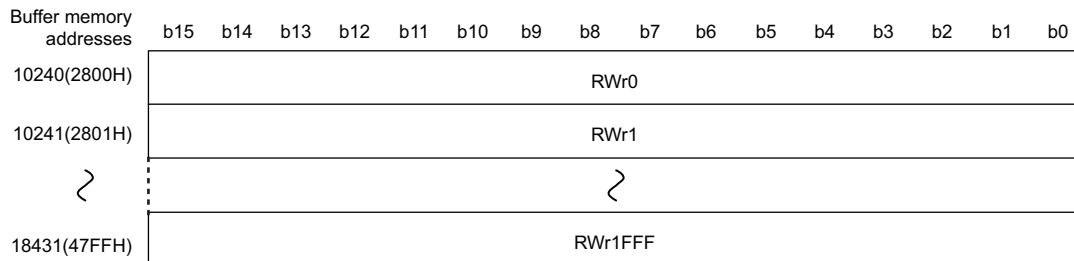 Buffer memory addresses b15 b14 b13 b12 b11 b10 b9 b8 b7 b6 b5 b4 b3 b2 b1 b0
10240(2800H) RWr0
10241(2801H) RWr1
18431(47FFH) RWr1FFF